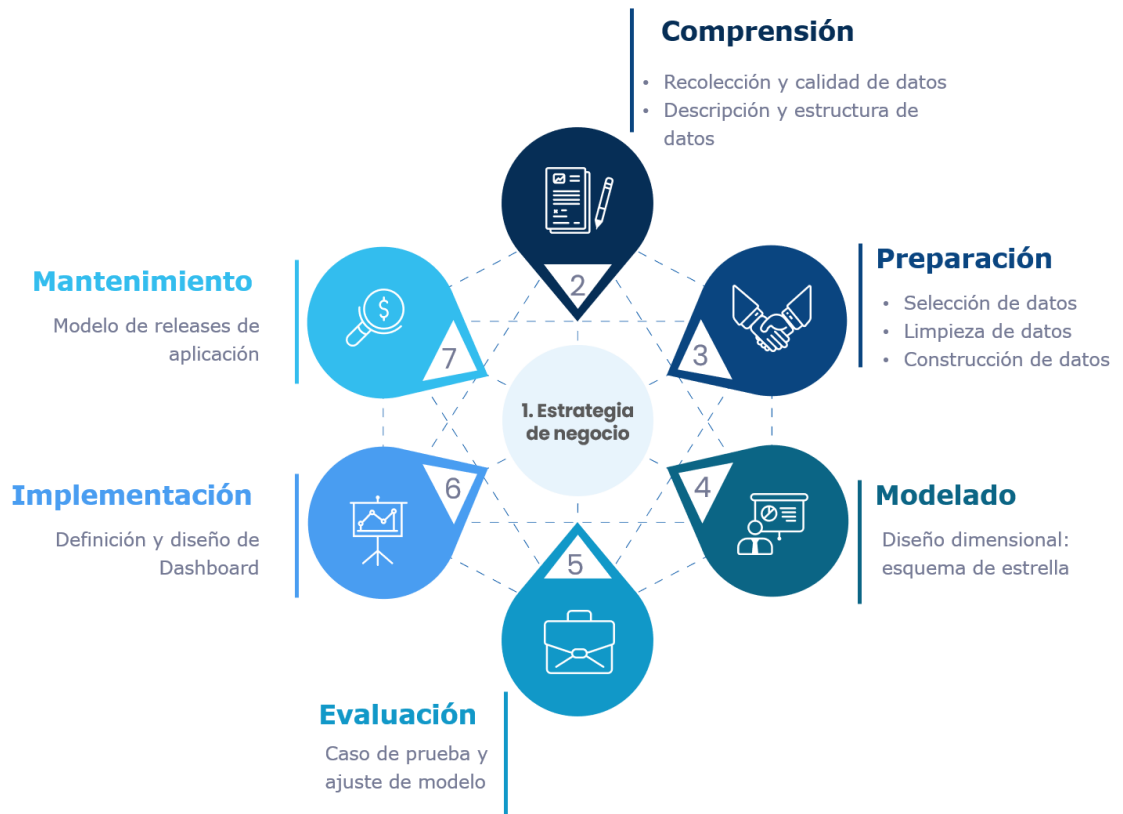 1. Estrategia
de negocio
2
Comprensión
• Recolección y calidad de datos
• Descripción y estructura de
datos
3
Preparación
• Selección de datos
• Limpieza de datos
• Construcción de datos
4
Modelado
Diseño dimensional:
esquema de estrella
5
Evaluación
Caso de prueba y
ajuste de modelo
6
Implementación
Definición y diseño de
Dashboard
7
Mantenimiento
Modelo de releases de
aplicación
$